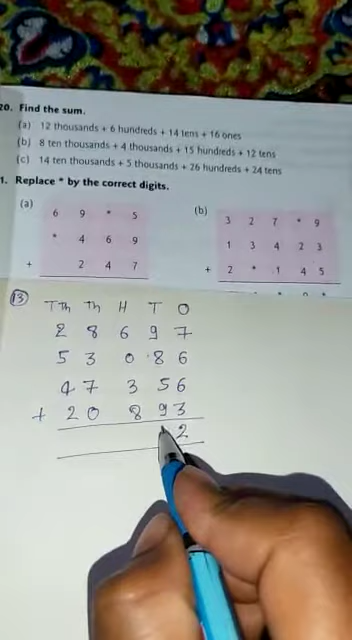 20. Find the sum.
(a) 12 thousands + 6 hundreds + 14 tens + 16 ones
(b) 8 ten thousands + 4 thousands + 15 hundreds + 12 tens
(c) 14 ten thousands + 5 thousands + 26 hundreds + 24 tens
1. Replace * by the correct digits.
(a)
6 9 * 5
* 4 6 9
+ 2 4 7
(b)
3 2 7 * 9
1 3 4 2 3
+ 2 * 1 4 5
13 TTh Th H T O
2 8 6 9 7
5 3 0 8 6
4 7 3 5 6
+ 2 0 8 9 3
2